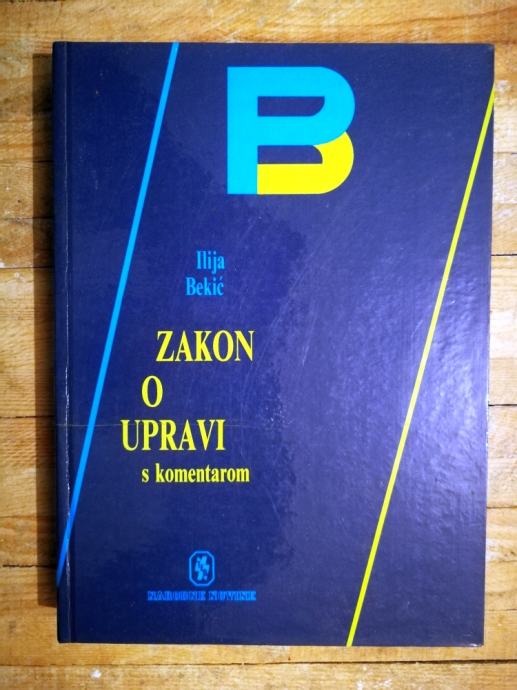 B
Ilija
Bekić
ZAKON
O
UPRAVI
s komentarom
NARODNE NOVINE